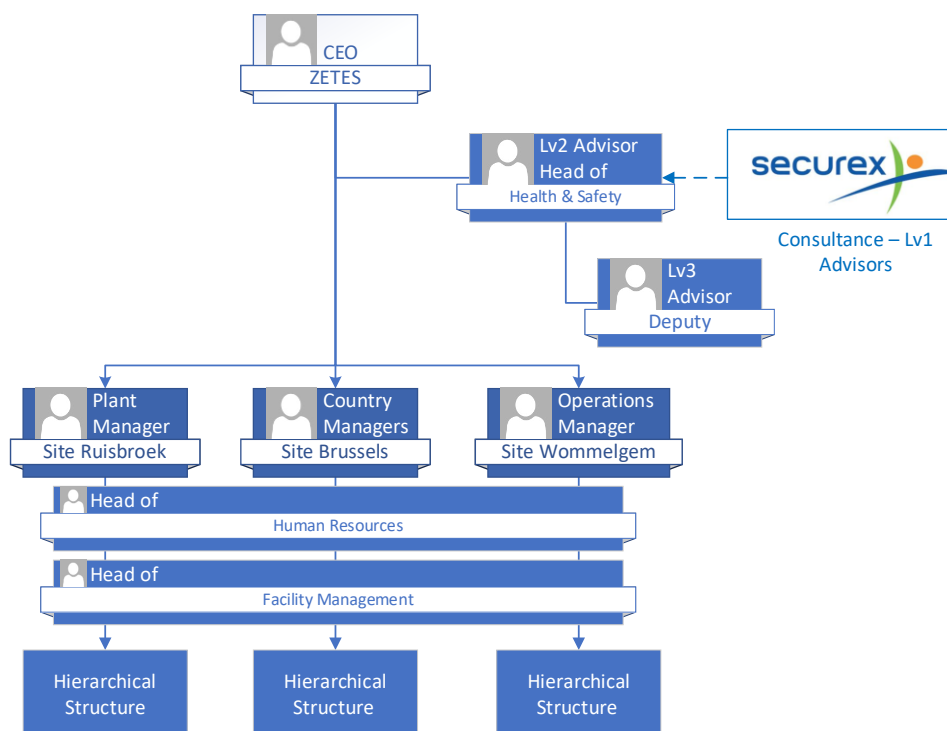 CEO
ZETES
Lv2 Advisor
Head of
Health & Safety
securex
Consultance – Lv1
Advisors
Lv3
Advisor
Deputy
Plant
Manager
Site Ruisbroek
Country
Managers
Site Brussels
Operations
Manager
Site Wommelgem
Head of
Human Resources
Head of
Facility Management
Hierarchical
Structure
Hierarchical
Structure
Hierarchical
Structure